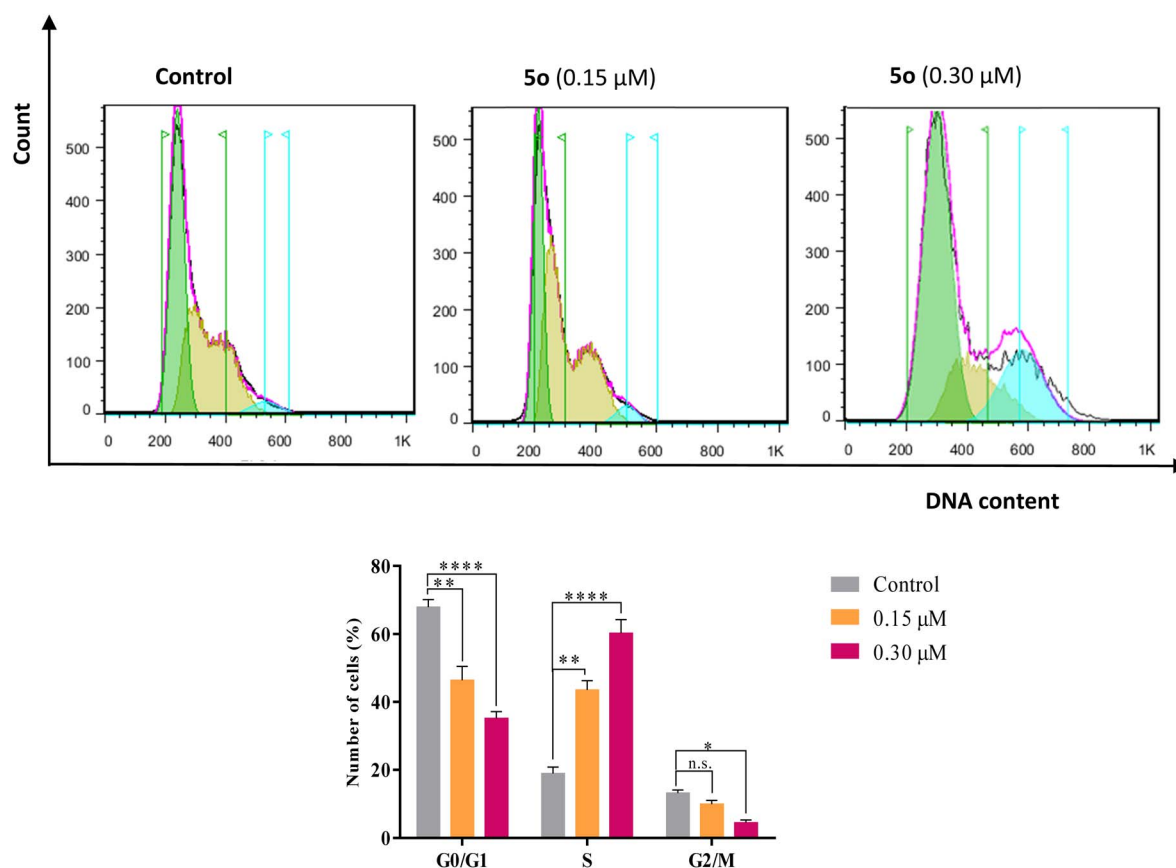 Control
5o (0.15 µM)
5o (0.30 µM)
Count
500
400
300
200
100
0
0 200 400 600 800 1K
500
400
300
200
100
0
0 200 400 600 800 1K
500
400
300
200
100
0
0 200 400 600 800 1K
DNA content
Number of cells (%)
80
60
40
20
0
****
**
****
**
*
n.s.
G0/G1 S G2/M
Control
0.15 µM
0.30 µM